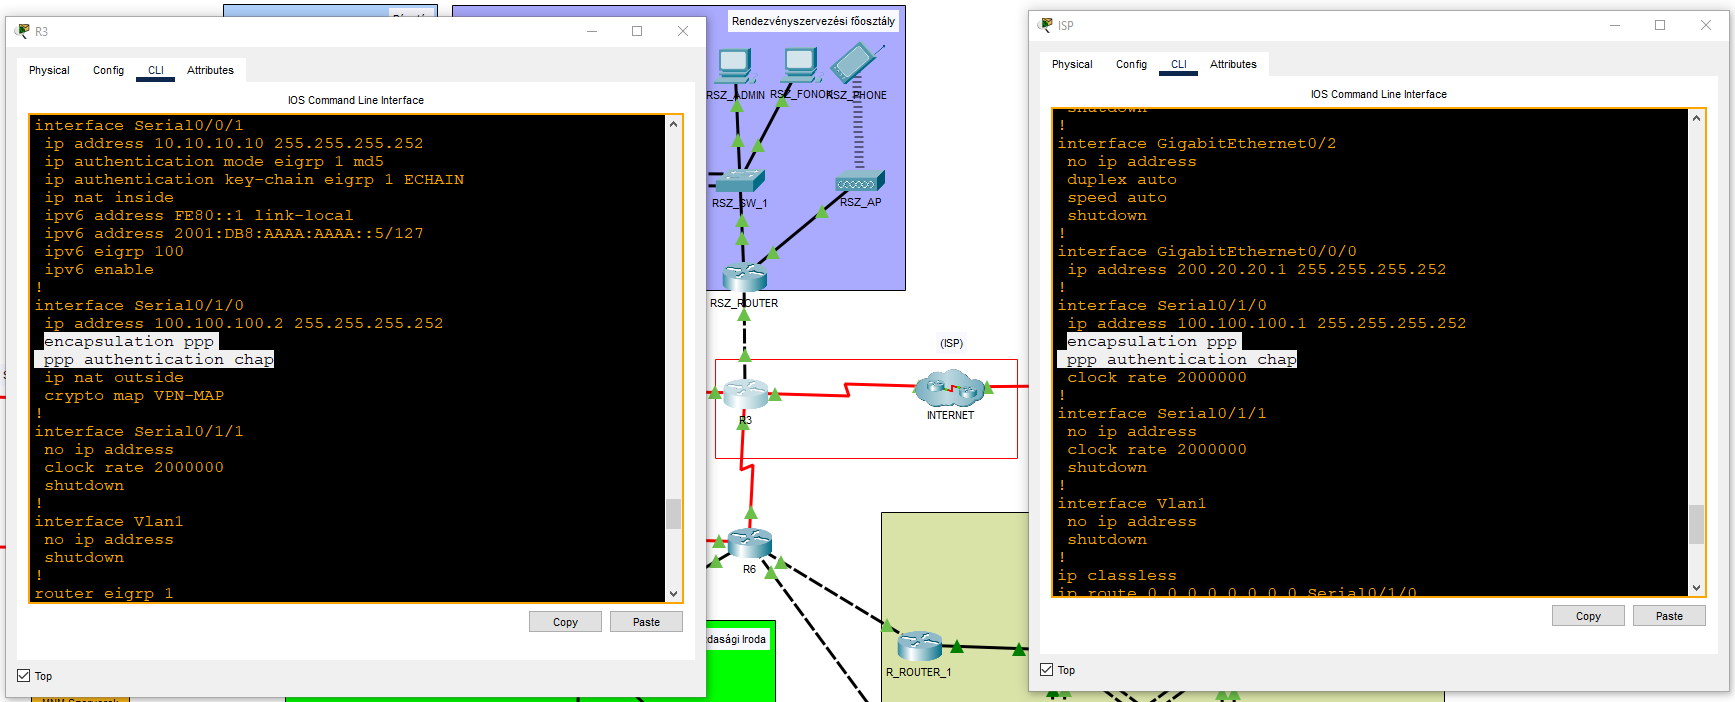 R3
Physical
Config
CLI
Attributes
IOS Command Line Interface
interface Serial0/0/1
ip address 10.10.10.10 255.255.255.252
ip authentication mode eigrp 1 md5
ip authentication key-chain eigrp 1 ECHAIN
ip nat inside
ipv6 address FE80::1 link-local
ipv6 address 2001:DB8:AAAA:AAAA::5/127
ipv6 eigrp 100
ipv6 enable
!
interface Serial0/1/0
ip address 100.100.100.2 255.255.255.252
encapsulation ppp
ppp authentication chap
ip nat outside
crypto map VPN-MAP
!
interface Serial0/1/1
no ip address
clock rate 2000000
shutdown
!
interface Vlan1
no ip address
shutdown
!
router eigrp 1
Copy
Paste
Top
Rendezvényszervezési főosztály
RSZ_ADMIN
RSZ_PHONE
RSZ_SW_1
RSZ_AP
RSZ_ROUTER
(ISP)
R3
INTERNET
R6
dasági Iroda
R_ROUTER_1
ISP
Physical
Config
CLI
Attributes
IOS Command Line Interface
shutdown
!
interface GigabitEthernet0/2
no ip address
duplex auto
speed auto
shutdown
!
interface GigabitEthernet0/0/0
ip address 200.20.20.1 255.255.255.252
!
interface Serial0/1/0
ip address 100.100.100.1 255.255.255.252
encapsulation ppp
ppp authentication chap
clock rate 2000000
!
interface Serial0/1/1
no ip address
clock rate 2000000
shutdown
!
interface Vlan1
no ip address
shutdown
!
ip classless
ip route 0.0.0.0 0.0.0.0 Serial0/1/0
Copy
Paste
Top